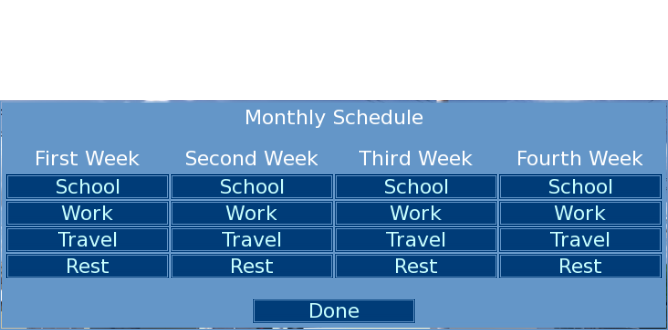 Monthly Schedule
First Week Second Week Third Week Fourth Week
School School School School
Work Work Work Work
Travel Travel Travel Travel
Rest Rest Rest Rest
Done